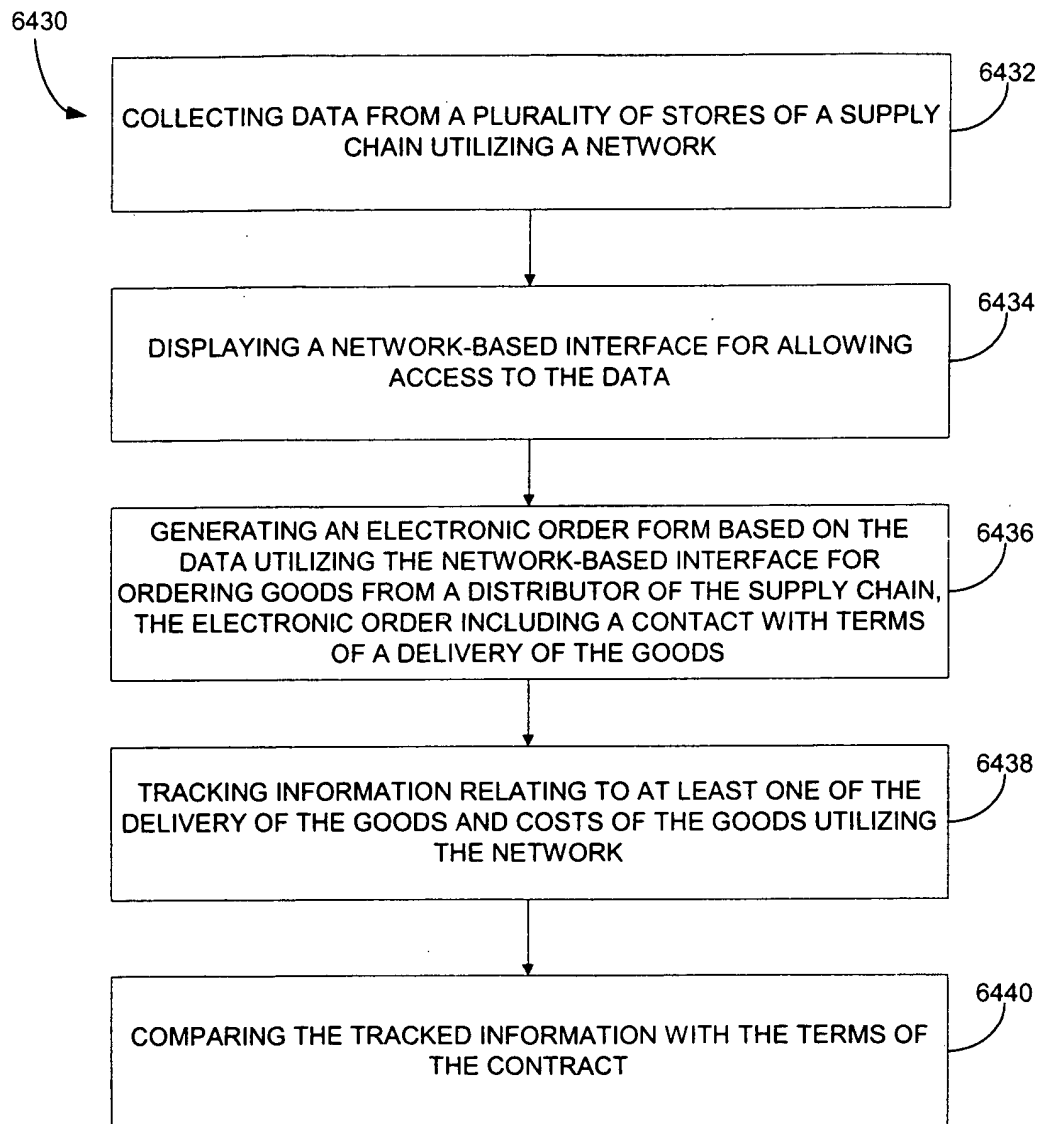 6430
6432
COLLECTING DATA FROM A PLURALITY OF STORES OF A SUPPLY
CHAIN UTILIZING A NETWORK
6434
DISPLAYING A NETWORK-BASED INTERFACE FOR ALLOWING
ACCESS TO THE DATA
6436
GENERATING AN ELECTRONIC ORDER FORM BASED ON THE
DATA UTILIZING THE NETWORK-BASED INTERFACE FOR
ORDERING GOODS FROM A DISTRIBUTOR OF THE SUPPLY CHAIN,
THE ELECTRONIC ORDER INCLUDING A CONTACT WITH TERMS
OF A DELIVERY OF THE GOODS
6438
TRACKING INFORMATION RELATING TO AT LEAST ONE OF THE
DELIVERY OF THE GOODS AND COSTS OF THE GOODS UTILIZING
THE NETWORK
6440
COMPARING THE TRACKED INFORMATION WITH THE TERMS OF
THE CONTRACT